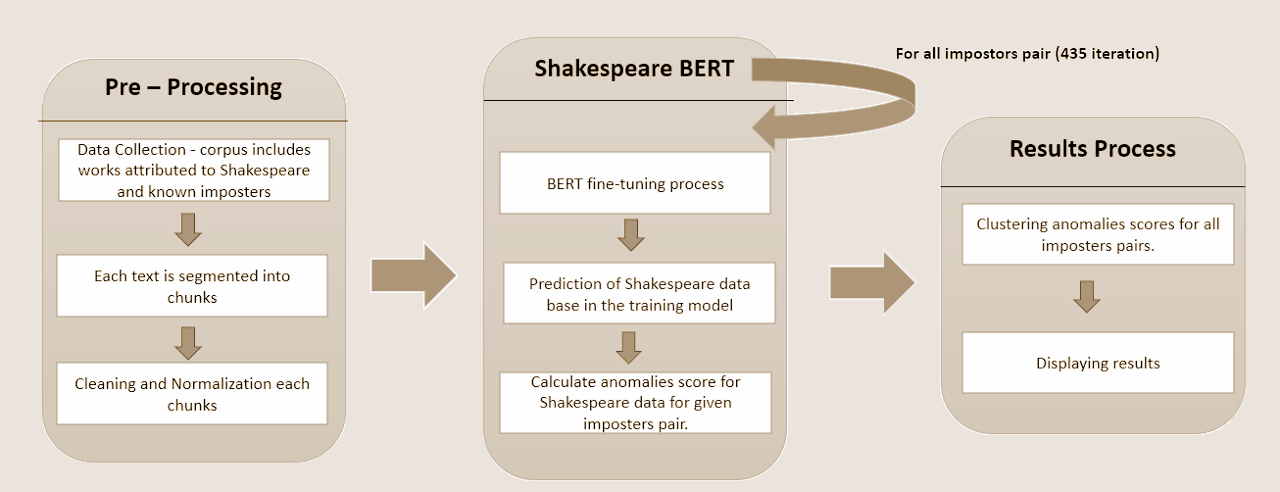 Pre – Processing
Data Collection - corpus includes
works attributed to Shakespeare
and known imposters
Each text is segmented into
chunks
Cleaning and Normalization each
chunks
Shakespeare BERT
For all impostors pair (435 iteration)
BERT fine-tuning process
Prediction of Shakespeare data
base in the training model
Calculate anomalies score for
Shakespeare data for given
imposters pair.
Results Process
Clustering anomalies scores for all
imposters pairs.
Displaying results